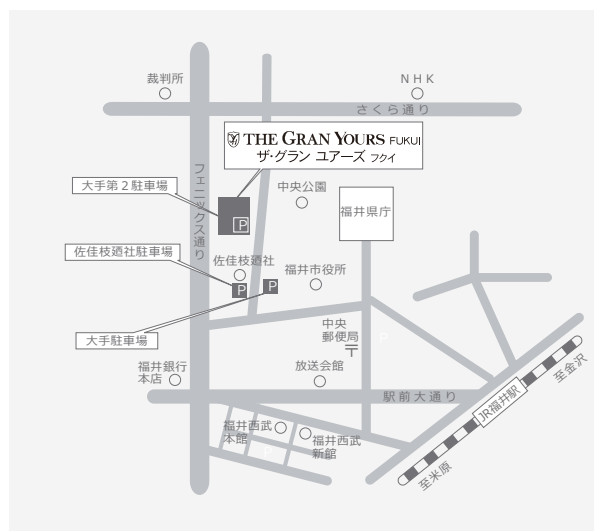 裁判所
NHK
さくら通り
THE GRAN YOURS FUKUI
ザ・グラン ユアーズ フクイ
フェニックス通り
大手第2駐車場
P
中央公園
福井県庁
佐佳枝廼社駐車場
佐佳枝廼社
P
P
福井市役所
大手駐車場
中央
郵便局
〒
P
福井銀行
本店
放送会館
駅前大通り
JR福井駅
至金沢
福井西武
本館
福井西武
新館
P
至米原